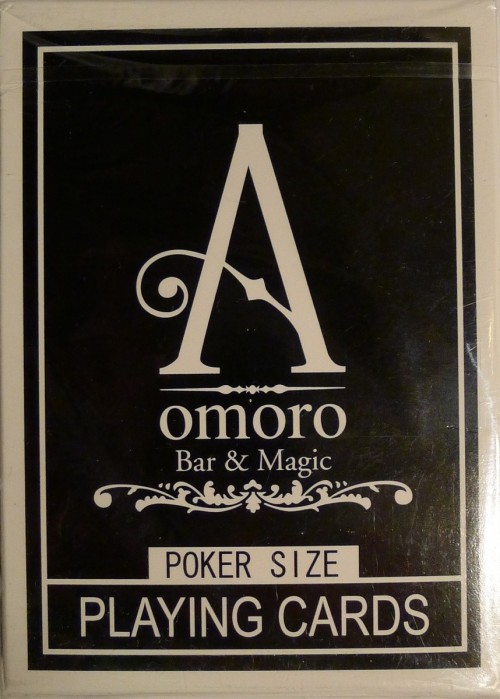 A
omoro
Bar & Magic
POKER SIZE
PLAYING CARDS